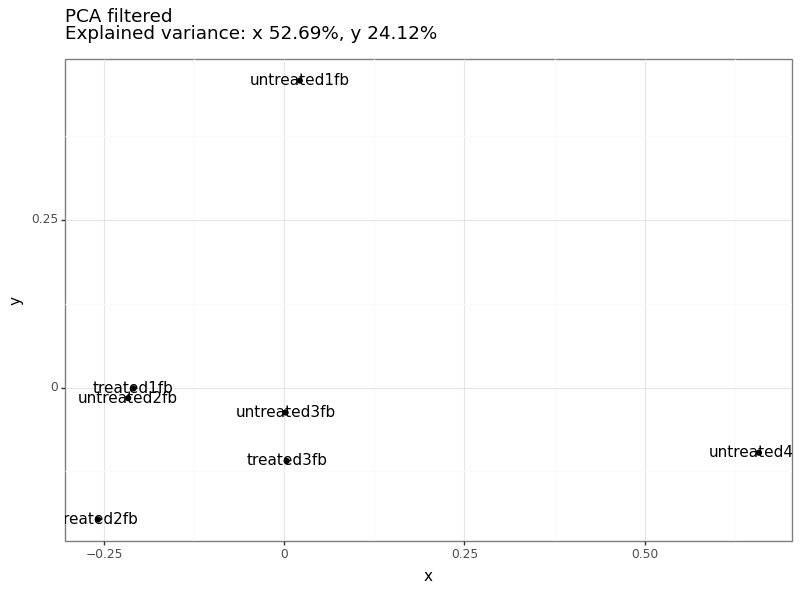 PCA filtered
Explained variance: x 52.69%, y 24.12%
untreated1fb
0.25
y
treated1fb
0
untreated2fb
untreated3fb
untreated4
treated3fb
reated2fb
−0.25
0
0.25
0.50
x